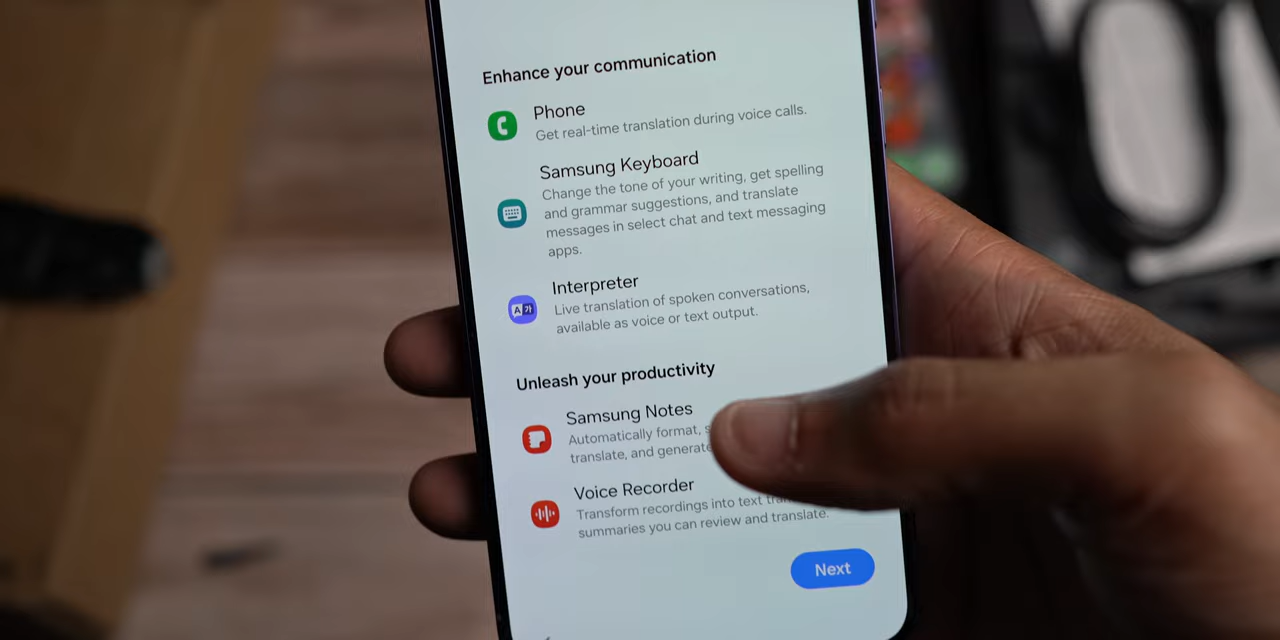 Enhance your communication
Phone
Get real-time translation during voice calls.
Samsung Keyboard
Change the tone of your writing, get spelling
and grammar suggestions, and translate
messages in select chat and text messaging
apps.
A가
Interpreter
Live translation of spoken conversations,
available as voice or text output.
Unleash your productivity
Samsung Notes
Automatically format,
translate, and generate
Voice Recorder
Transform recordings into text
summaries you can review and translate.
Next